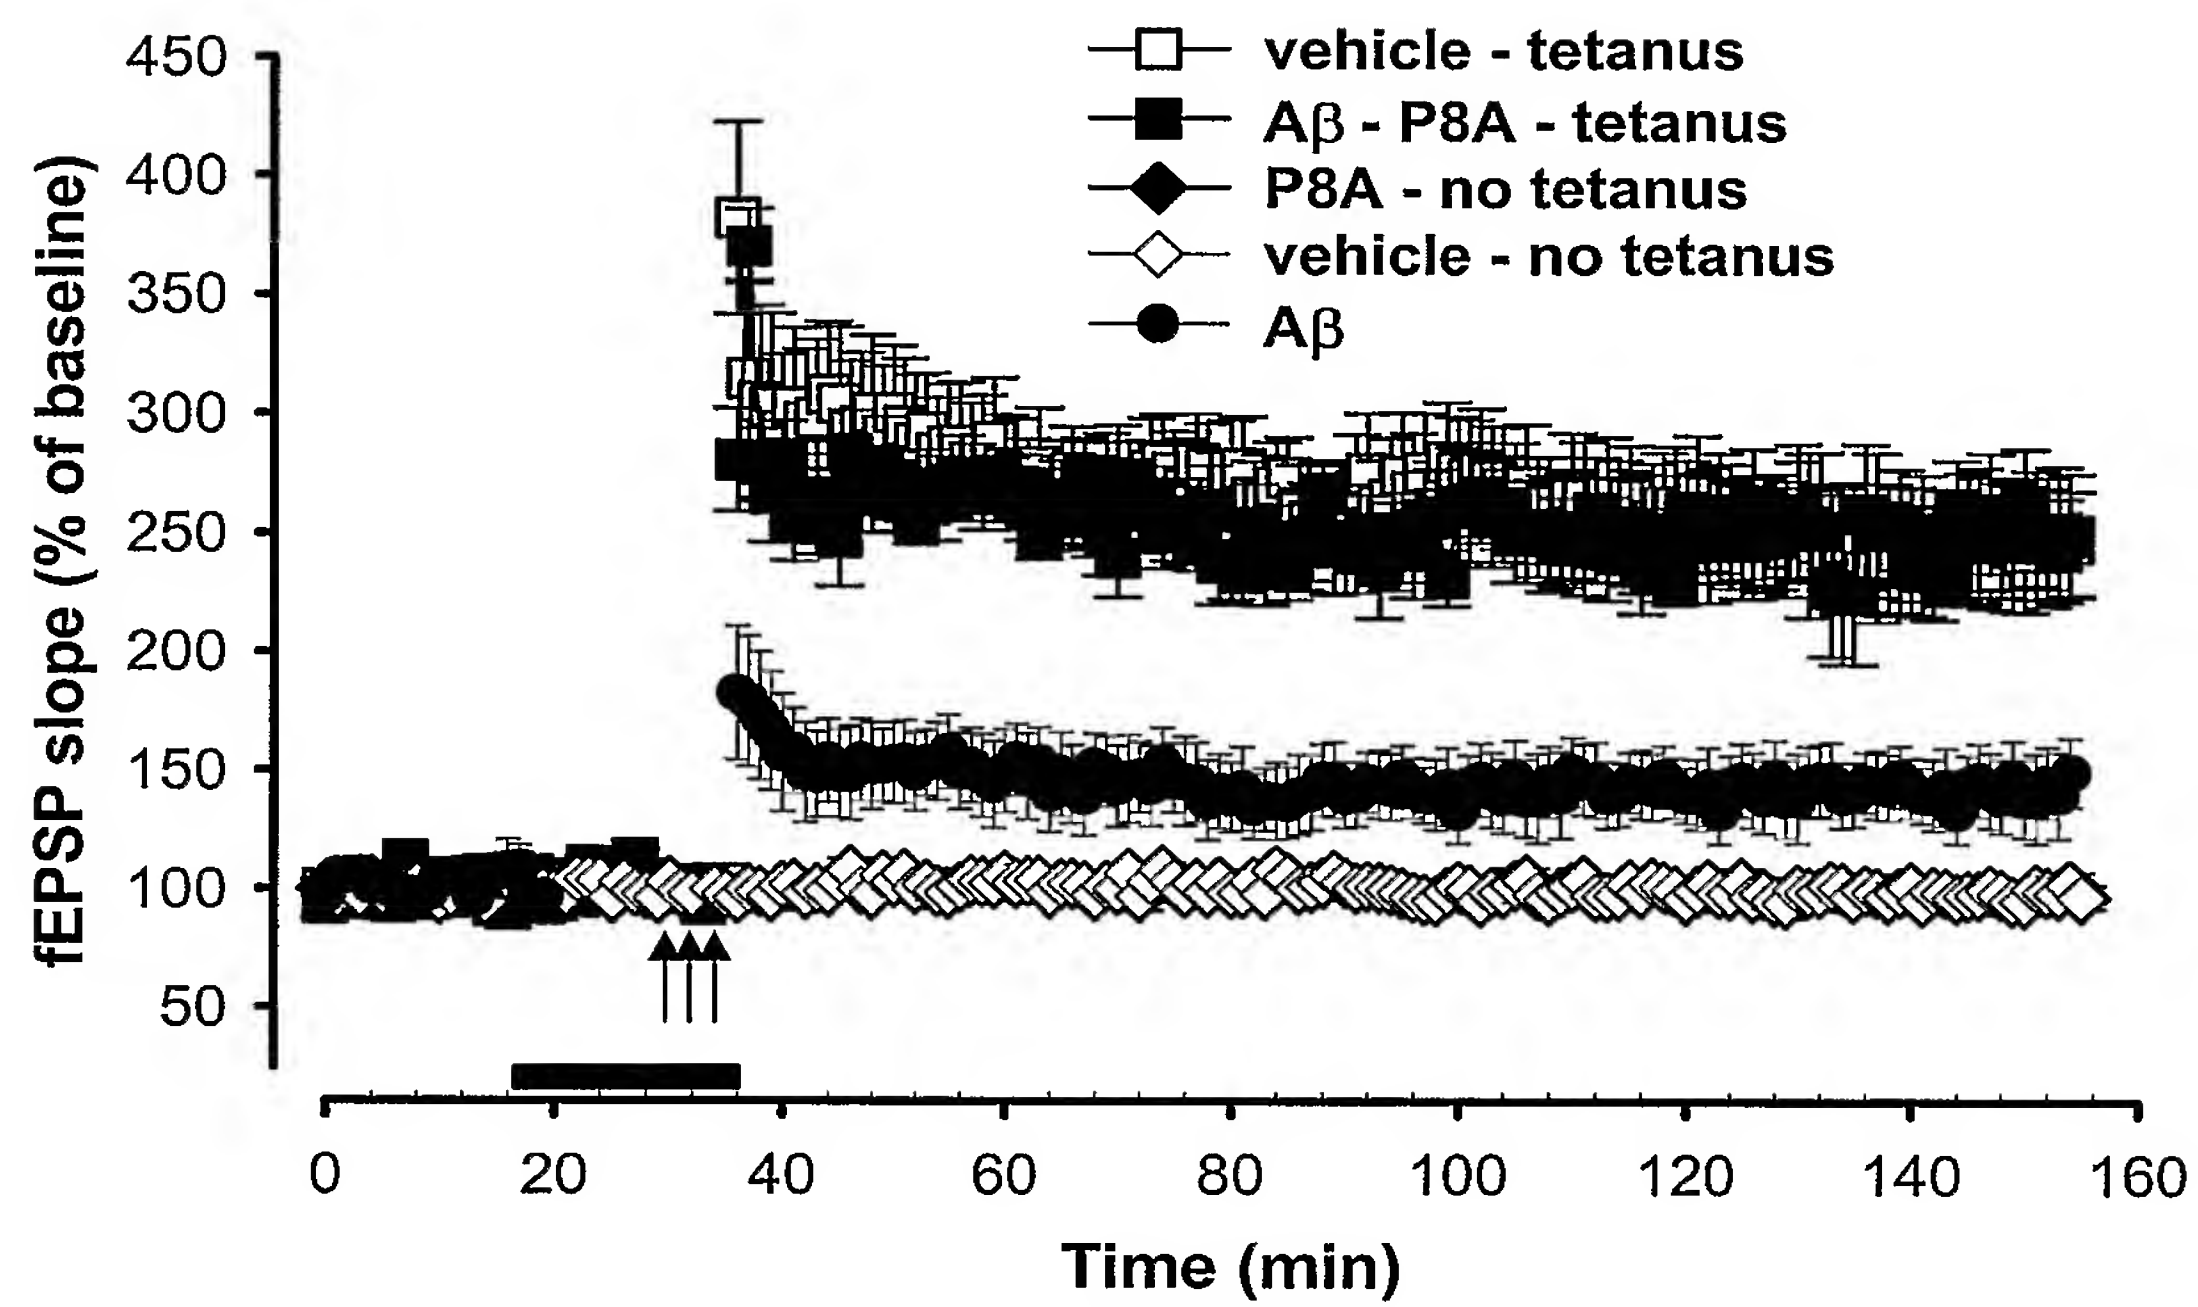 vehicle - tetanus
Aβ - P8A - tetanus
P8A - no tetanus
vehicle - no tetanus
Aβ
fEPSP slope (% of baseline)
450
400
350
300
250
200
150
100
50
0 20 40 60 80 100 120 140 160
Time (min)